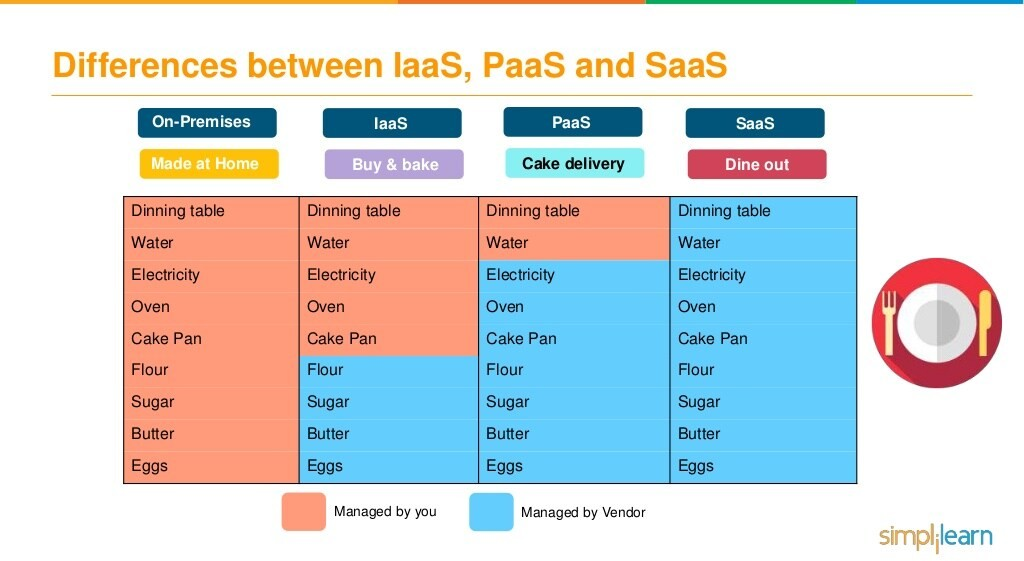 Differences between IaaS, PaaS and SaaS
On-Premises IaaS PaaS SaaS
Made at Home Buy & bake Cake delivery Dine out
Dinning table Dinning table Dinning table Dinning table
Water Water Water Water
Electricity Electricity Electricity Electricity
Oven Oven Oven Oven
Cake Pan Cake Pan Cake Pan Cake Pan
Flour Flour Flour Flour
Sugar Sugar Sugar Sugar
Butter Butter Butter Butter
Eggs Eggs Eggs Eggs
Managed by you Managed by Vendor
simplilearn